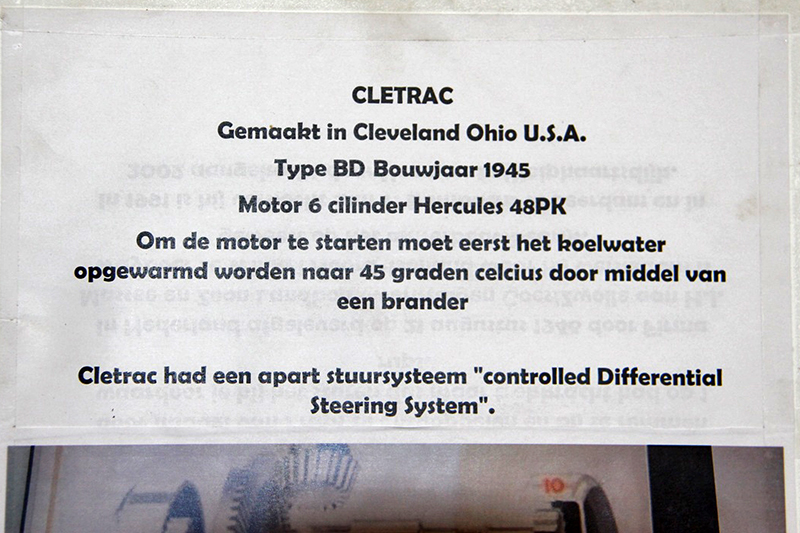 CLETRAC
Gemaakt in Cleveland Ohio U.S.A.
Type BD Bouwjaar 1945
Motor 6 cilinder Hercules 48PK
Om de motor te starten moet eerst het koelwater
opgewarmd worden naar 45 graden celcius door middel van
een brander
Cletrac had een apart stuursysteem "controlled Differential
Steering System".
10